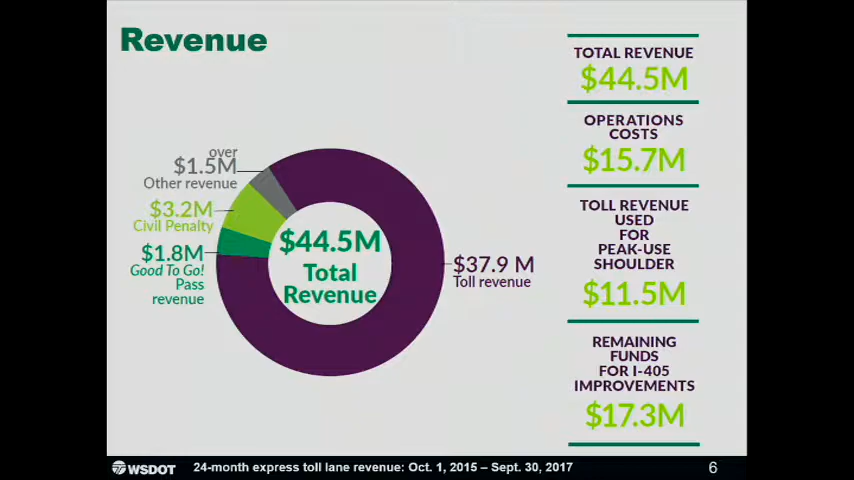 Revenue
over
$1.5M
Other revenue
$3.2M
Civil Penalty
$1.8M
Good To Go!
Pass
revenue
$44.5M
Total
Revenue
$37.9 M
Toll revenue
TOTAL REVENUE
$44.5M
OPERATIONS
COSTS
$15.7M
TOLL REVENUE
USED
FOR
PEAK-USE
SHOULDER
$11.5M
REMAINING
FUNDS
FOR I-405
IMPROVEMENTS
$17.3M
WSDOT
24-month express toll lane revenue: Oct. 1, 2015 – Sept. 30, 2017
6